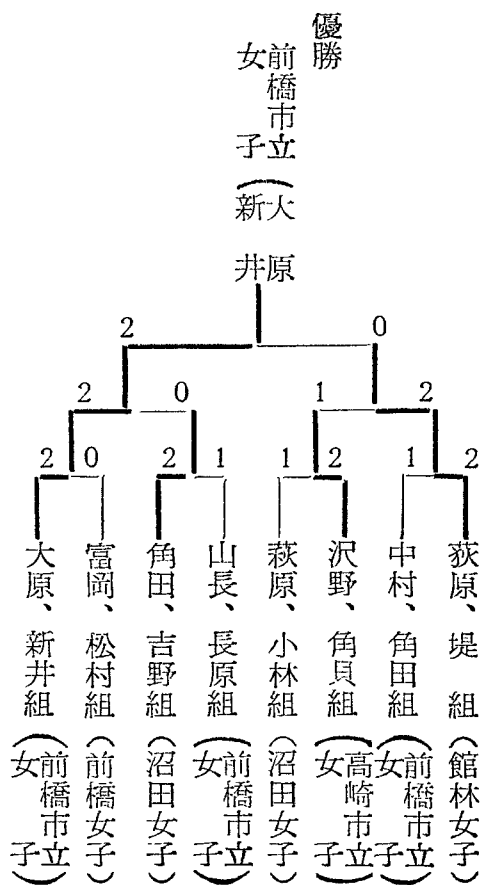 優勝
前橋市立女子(大原新井)
2 0
2 0 1 2
2 0 2 1 1 2 1 2
大原、新井組(前橋市立女子)
富岡、松村組(前橋女子)
角田、吉野組(沼田女子)
山長、長原組(前橋市立女子)
萩原、小林組(沼田女子)
沢野、角貝組(高崎市立女子)
中村、角田組(前橋市立女子)
荻原、堤組(館林女子)